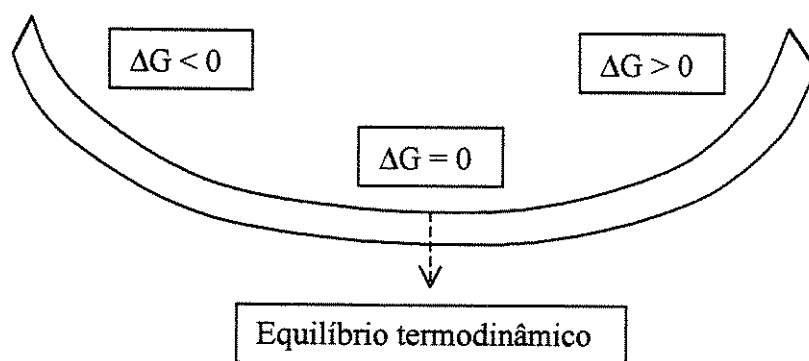 ΔG < 0
ΔG > 0
ΔG = 0
Equilíbrio termodinâmico